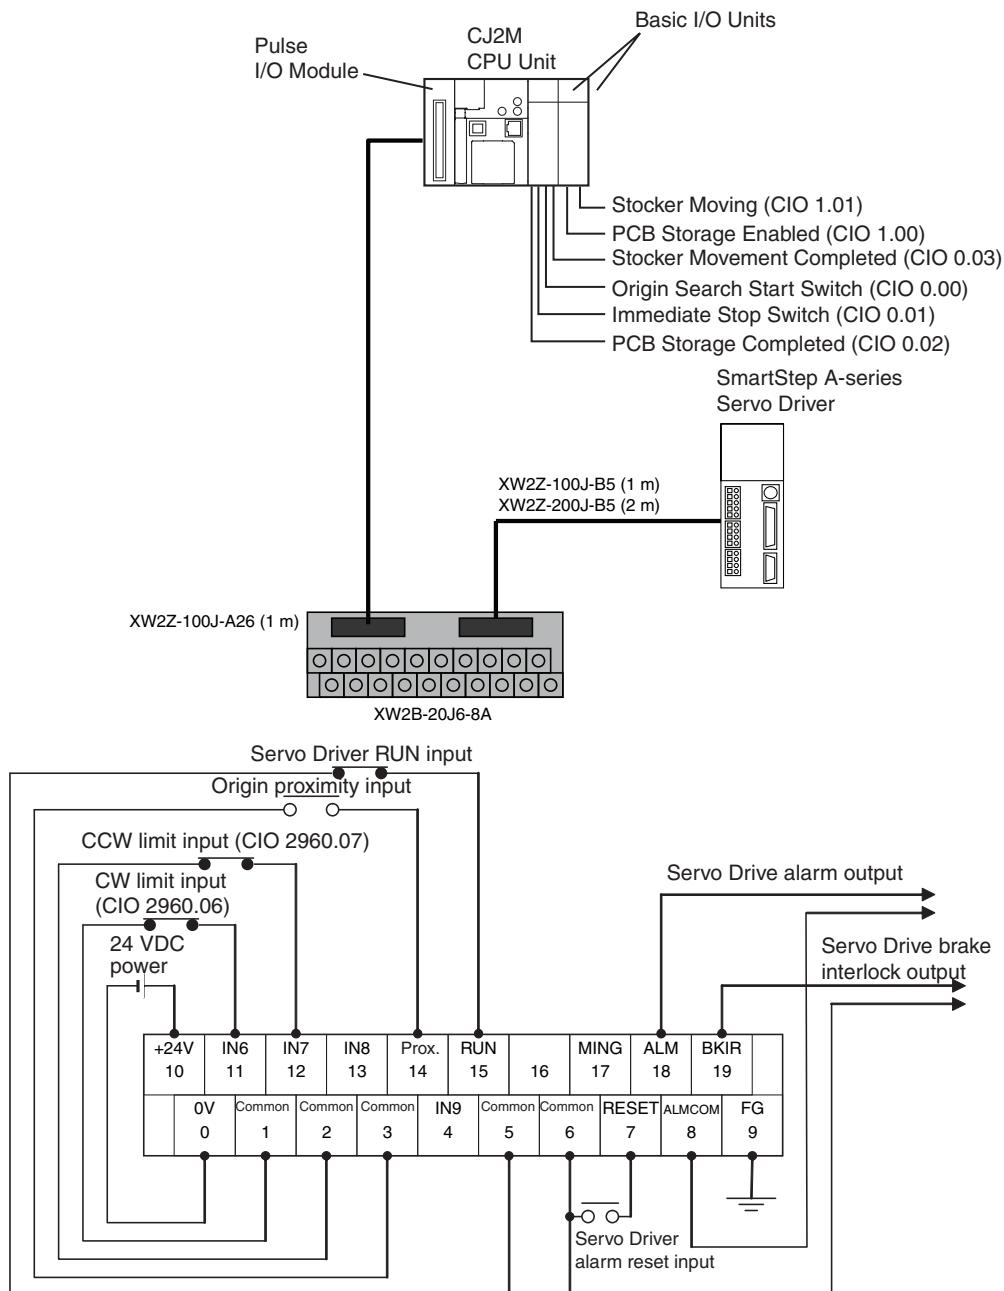 Pulse
I/O Module
CJ2M
CPU Unit
Basic I/O Units
Stocker Moving (CIO 1.01)
PCB Storage Enabled (CIO 1.00)
Stocker Movement Completed (CIO 0.03)
Origin Search Start Switch (CIO 0.00)
Immediate Stop Switch (CIO 0.01)
PCB Storage Completed (CIO 0.02)
SmartStep A-series
Servo Driver
XW2Z-100J-B5 (1 m)
XW2Z-200J-B5 (2 m)
XW2Z-100J-A26 (1 m)
XW2B-20J6-8A
Servo Driver RUN input
Origin proximity input
CCW limit input (CIO 2960.07)
CW limit input
(CIO 2960.06)
24 VDC
power
Servo Drive alarm output
Servo Drive brake
interlock output
+24V IN6 IN7 IN8 Prox. RUN MING ALM BKIR
10 11 12 13 14 15 16 17 18 19
0V Common Common Common IN9 Common Common RESET ALMCOM FG
0 1 2 3 4 5 6 7 8 9
Servo Driver
alarm reset input